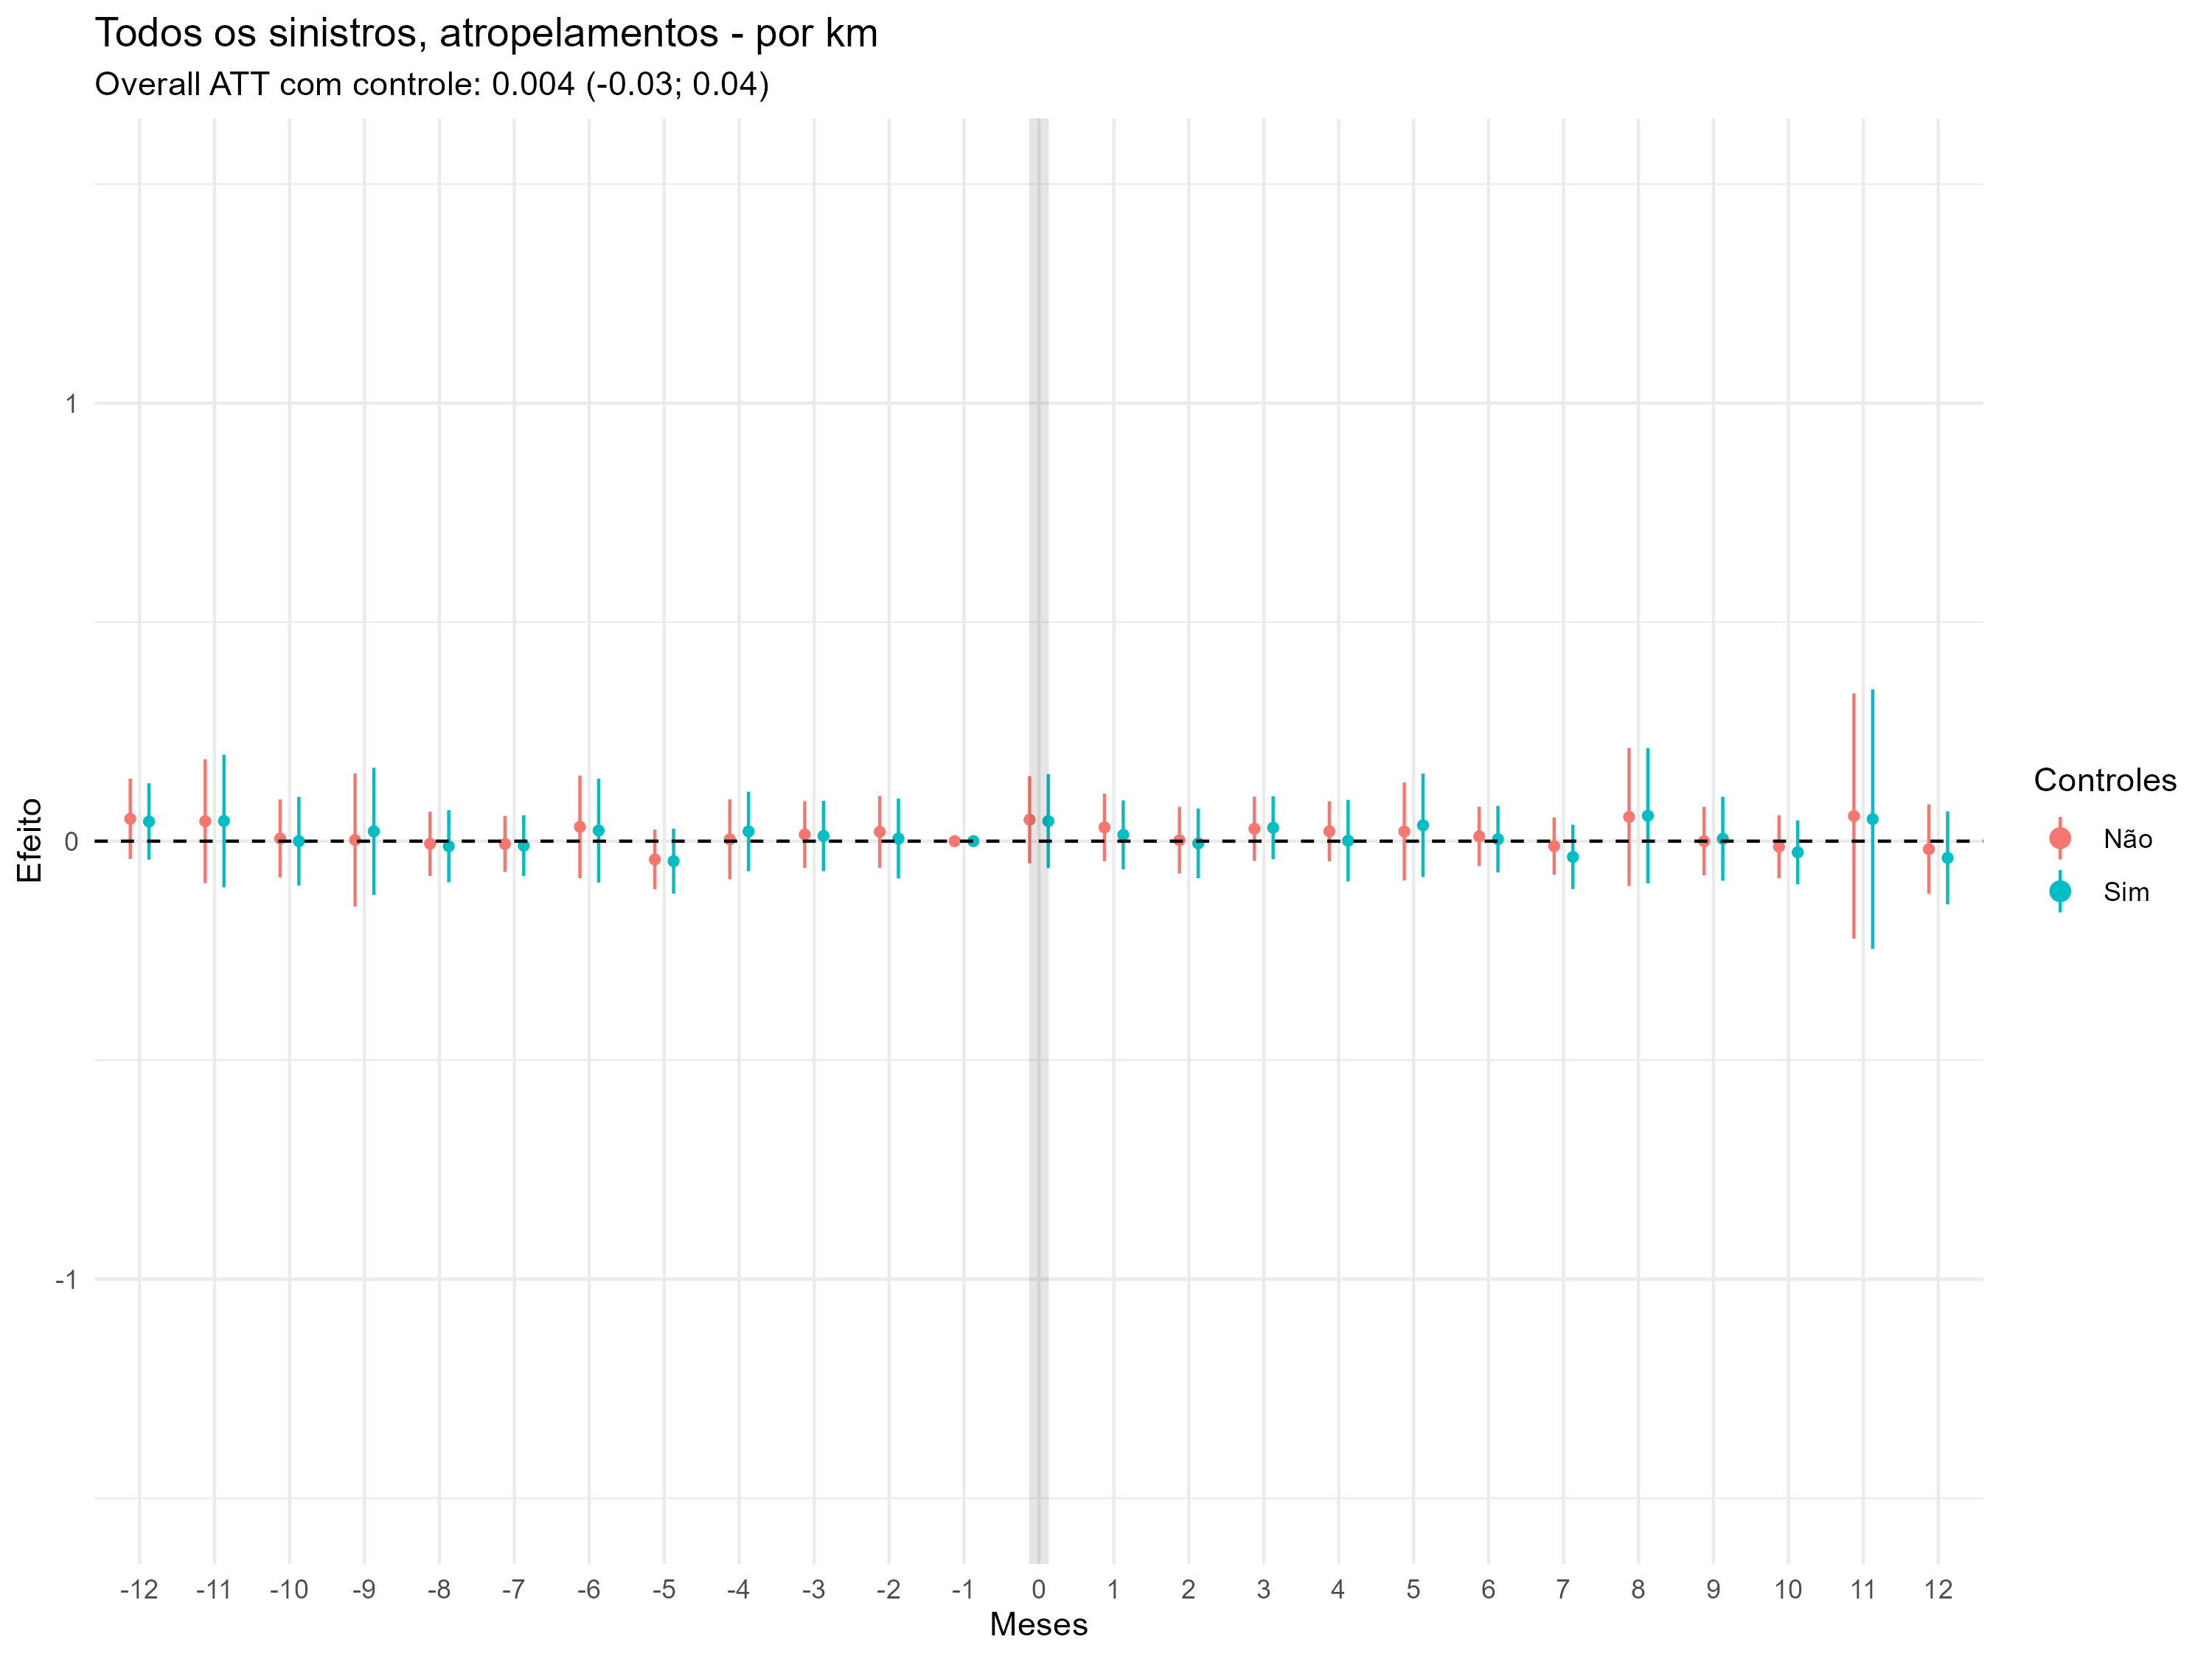 Todos os sinistros, atropelamentos - por km
Overall ATT com controle: 0.004 (-0.03; 0.04)
1
0
-1
Efeito
-12 -11 -10 -9 -8 -7 -6 -5 -4 -3 -2 -1 0 1 2 3 4 5 6 7 8 9 10 11 12
Meses
Controles
Não
Sim